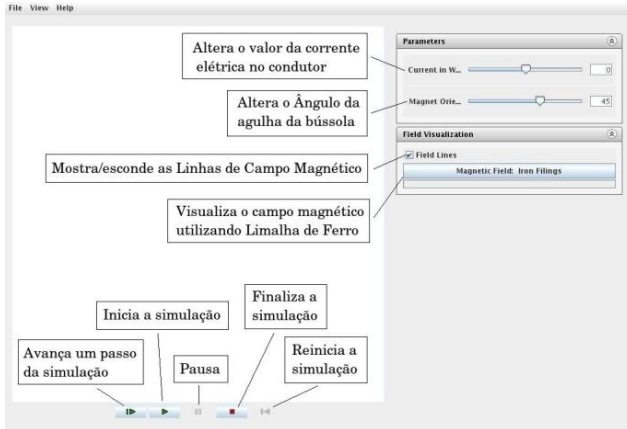 File View Help
Altera o valor da corrente
elétrica no condutor
Parameters
Current in W...
0
Altera o Ângulo da
agulha da bússola
Magnet Orie...
45
Field Visualization
Mostra/esconde as Linhas de Campo Magnético
Field Lines
Magnetic Field: Iron Filings
Visualiza o campo magnético
utilizando Limalha de Ferro
Inicia a simulação
Finaliza a
simulação
Avança um passo
da simulação
Pausa
Reinicia a
simulação